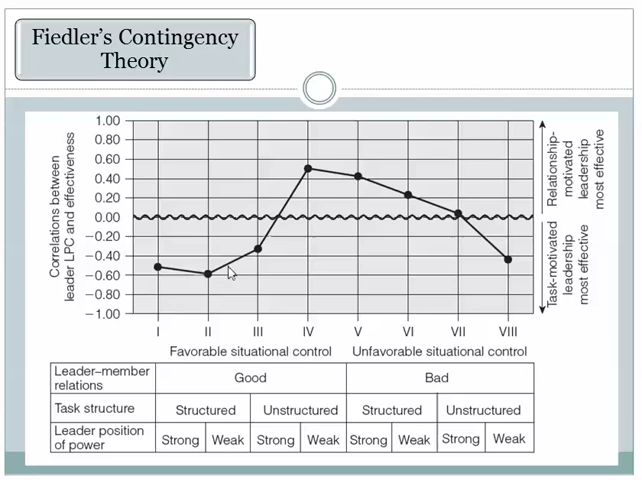 Fiedler's Contingency
Theory
Correlations between
leader LPC and effectiveness
1.00
0.80
0.60
0.40
0.20
0.00
−0.20
−0.40
−0.60
−0.80
−1.00
Relationship-
motivated
leadership
most effective
Task-motivated
leadership
most effective
I II III IV V VI VII VIII
Favorable situational control Unfavorable situational control
Leader–member
relations
Good Bad
Task structure Structured Unstructured Structured Unstructured
Leader position
of power
Strong Weak Strong Weak Strong Weak Strong Weak